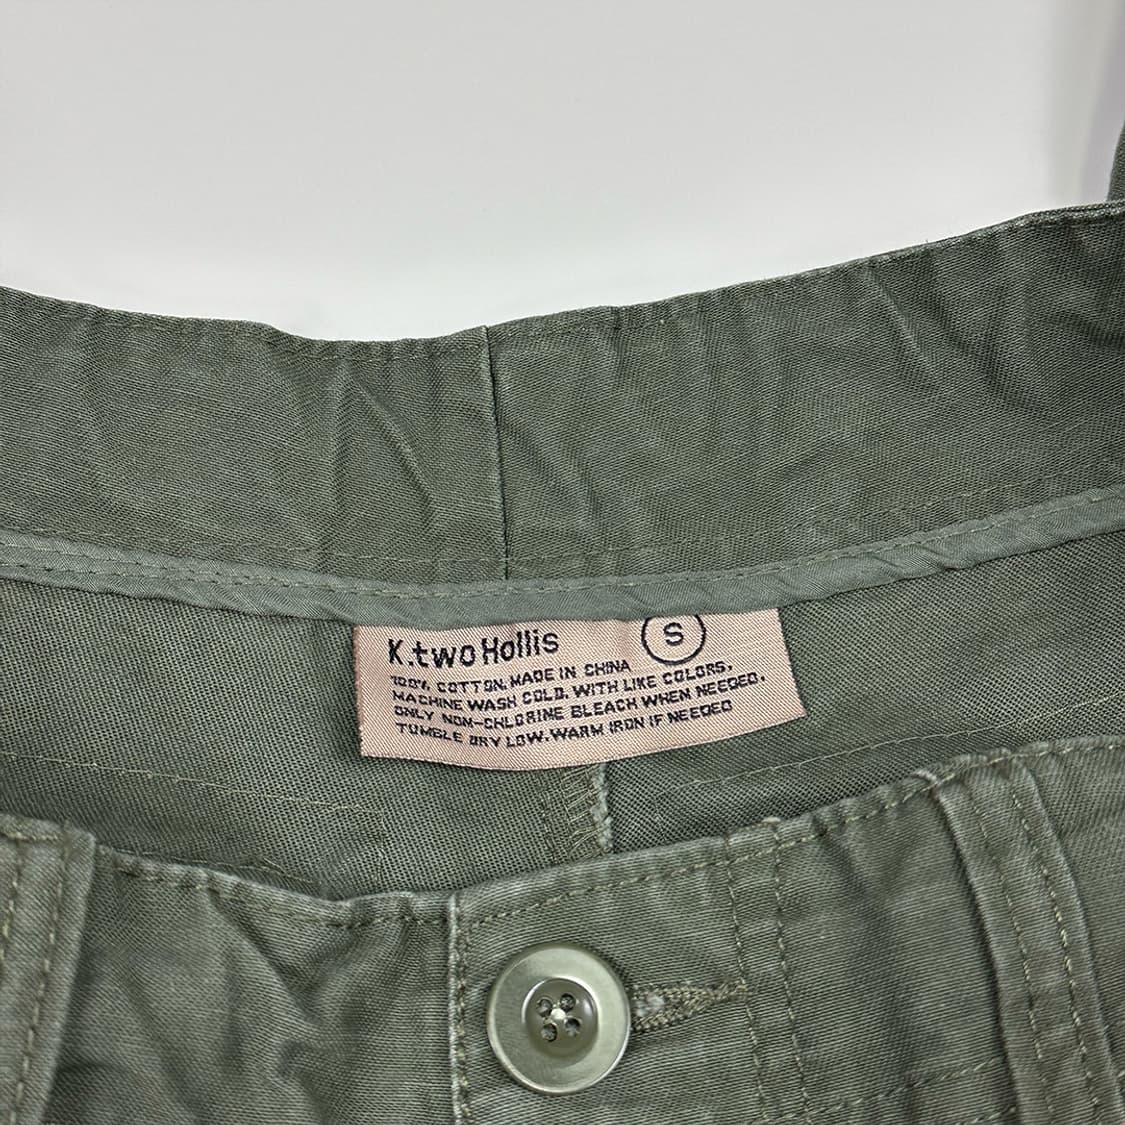 K.two Hollis S
100% COTTON. MADE IN CHINA
MACHINE WASH COLD. WITH LIKE COLORS.
ONLY NON-CHLORINE BLEACH WHEN NEEDED.
TUMBLE DRY LOW. WARM IRON IF NEEDED